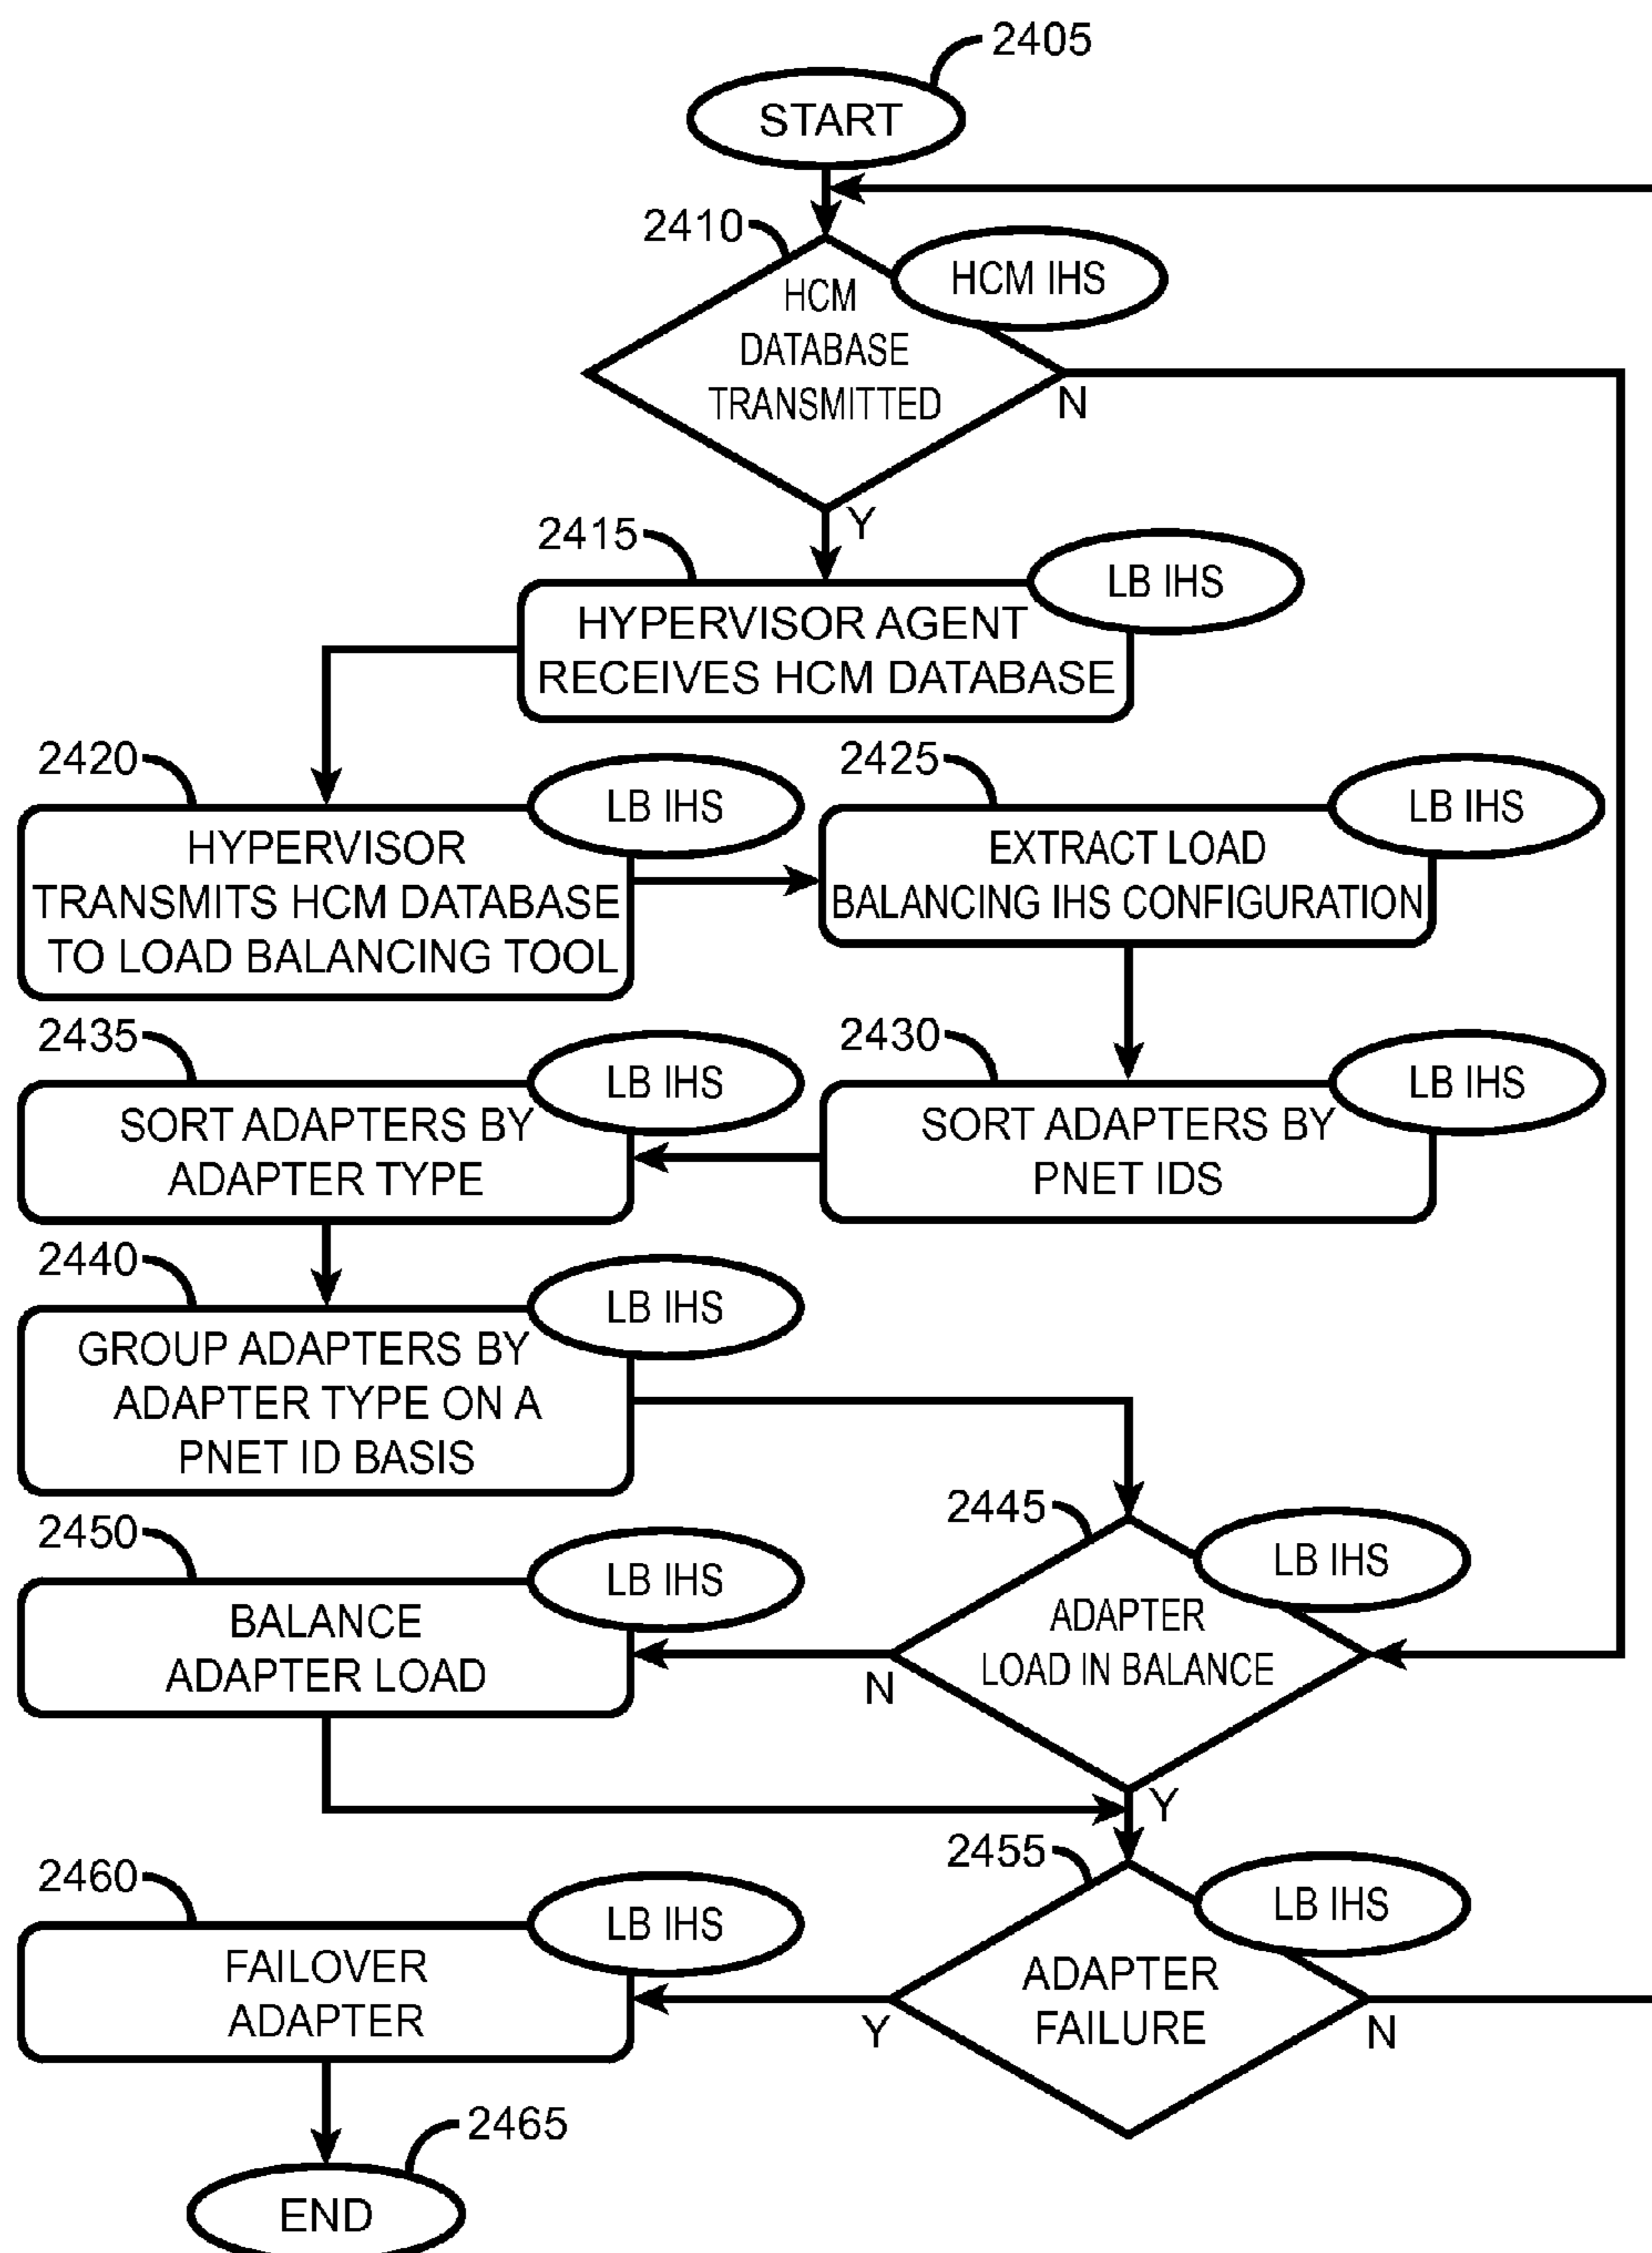 2405
START
2410
HCM IHS
HCM
DATABASE
TRANSMITTED
N
Y
2415
LB IHS
HYPERVISOR AGENT
RECEIVES HCM DATABASE
2420
LB IHS
HYPERVISOR
TRANSMITS HCM DATABASE
TO LOAD BALANCING TOOL
2425
LB IHS
EXTRACT LOAD
BALANCING IHS CONFIGURATION
2430
LB IHS
SORT ADAPTERS BY
PNET IDS
2435
LB IHS
SORT ADAPTERS BY
ADAPTER TYPE
2440
LB IHS
GROUP ADAPTERS BY
ADAPTER TYPE ON A
PNET ID BASIS
2445
LB IHS
ADAPTER
LOAD IN BALANCE
N
Y
2450
LB IHS
BALANCE
ADAPTER LOAD
2455
LB IHS
ADAPTER
FAILURE
Y
N
2460
LB IHS
FAILOVER
ADAPTER
2465
END